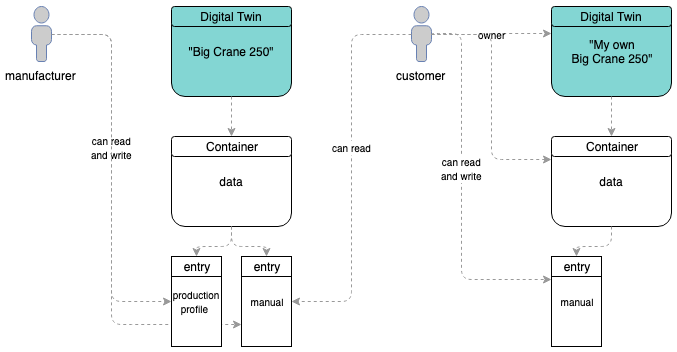 Digital Twin
"Big Crane 250"
manufacturer
Container
data
can read
and write
entry
production
profile
entry
manual
can read
customer
owner
can read
and write
Digital Twin
"My own
Big Crane 250"
Container
data
entry
manual